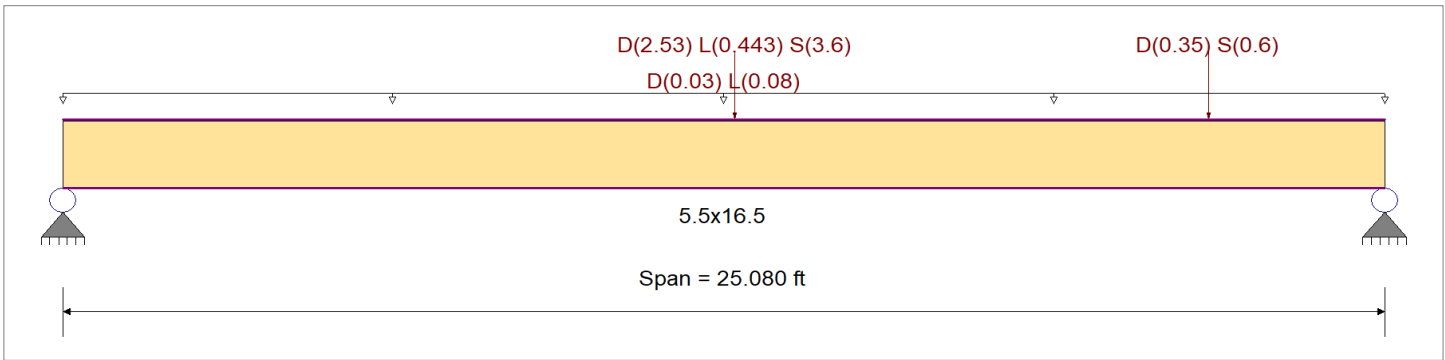 D(2.53) L(0.443) S(3.6)
D(0.35) S(0.6)
D(0.03) L(0.08)
5.5x16.5
Span = 25.080 ft